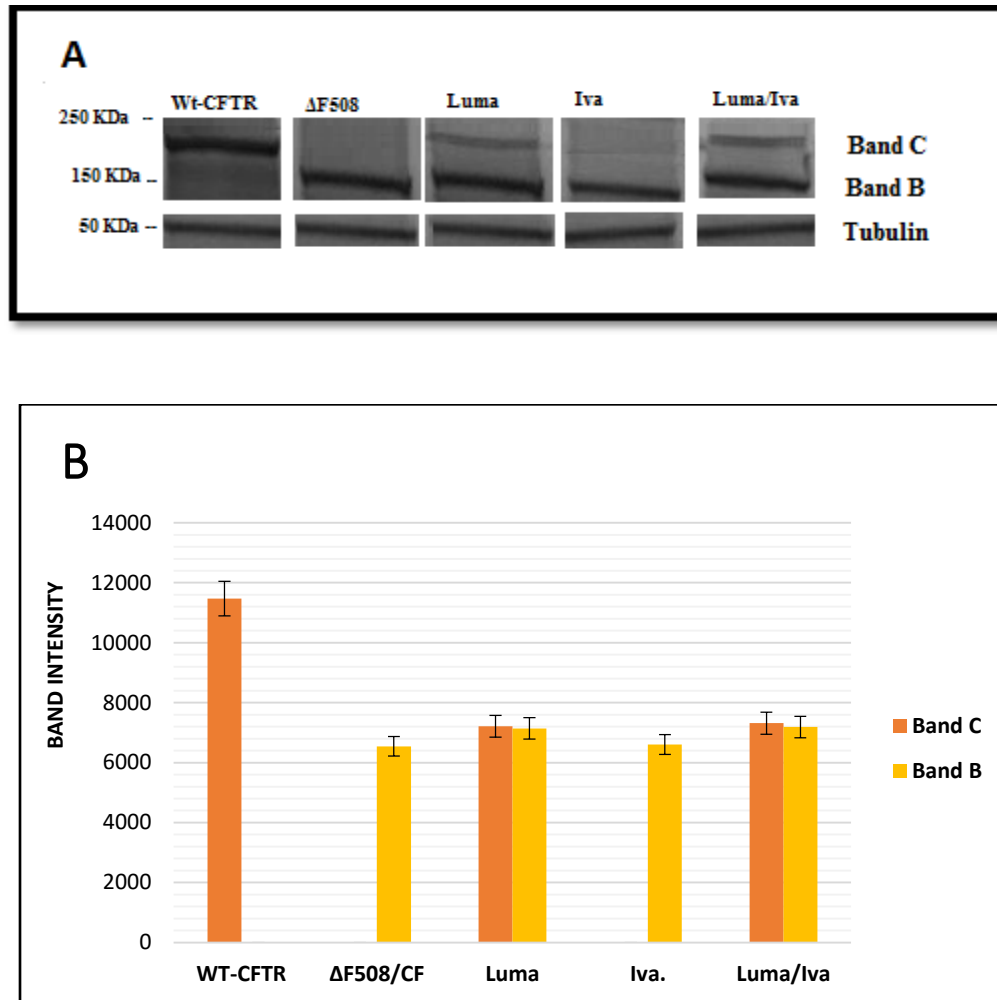 A
Wt-CFTR ΔF508 Luma Iva Luma/Iva
250 KDa --
Band C
150 KDa --
Band B
50 KDa --
Tubulin
B
14000
12000
10000
8000
6000
4000
2000
0
BAND INTENSITY
Band C
Band B
WT-CFTR ΔF508/CF Luma Iva. Luma/Iva